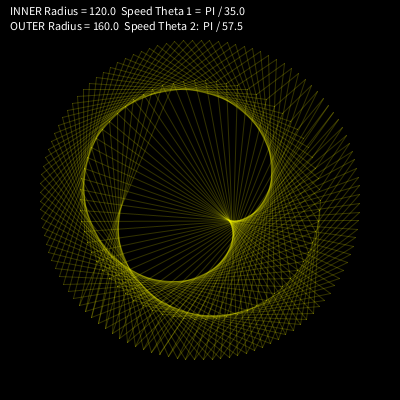 INNER Radius = 120.0  Speed Theta 1 =  PI / 35.0
OUTER Radius = 160.0  Speed Theta 2:  PI / 57.5